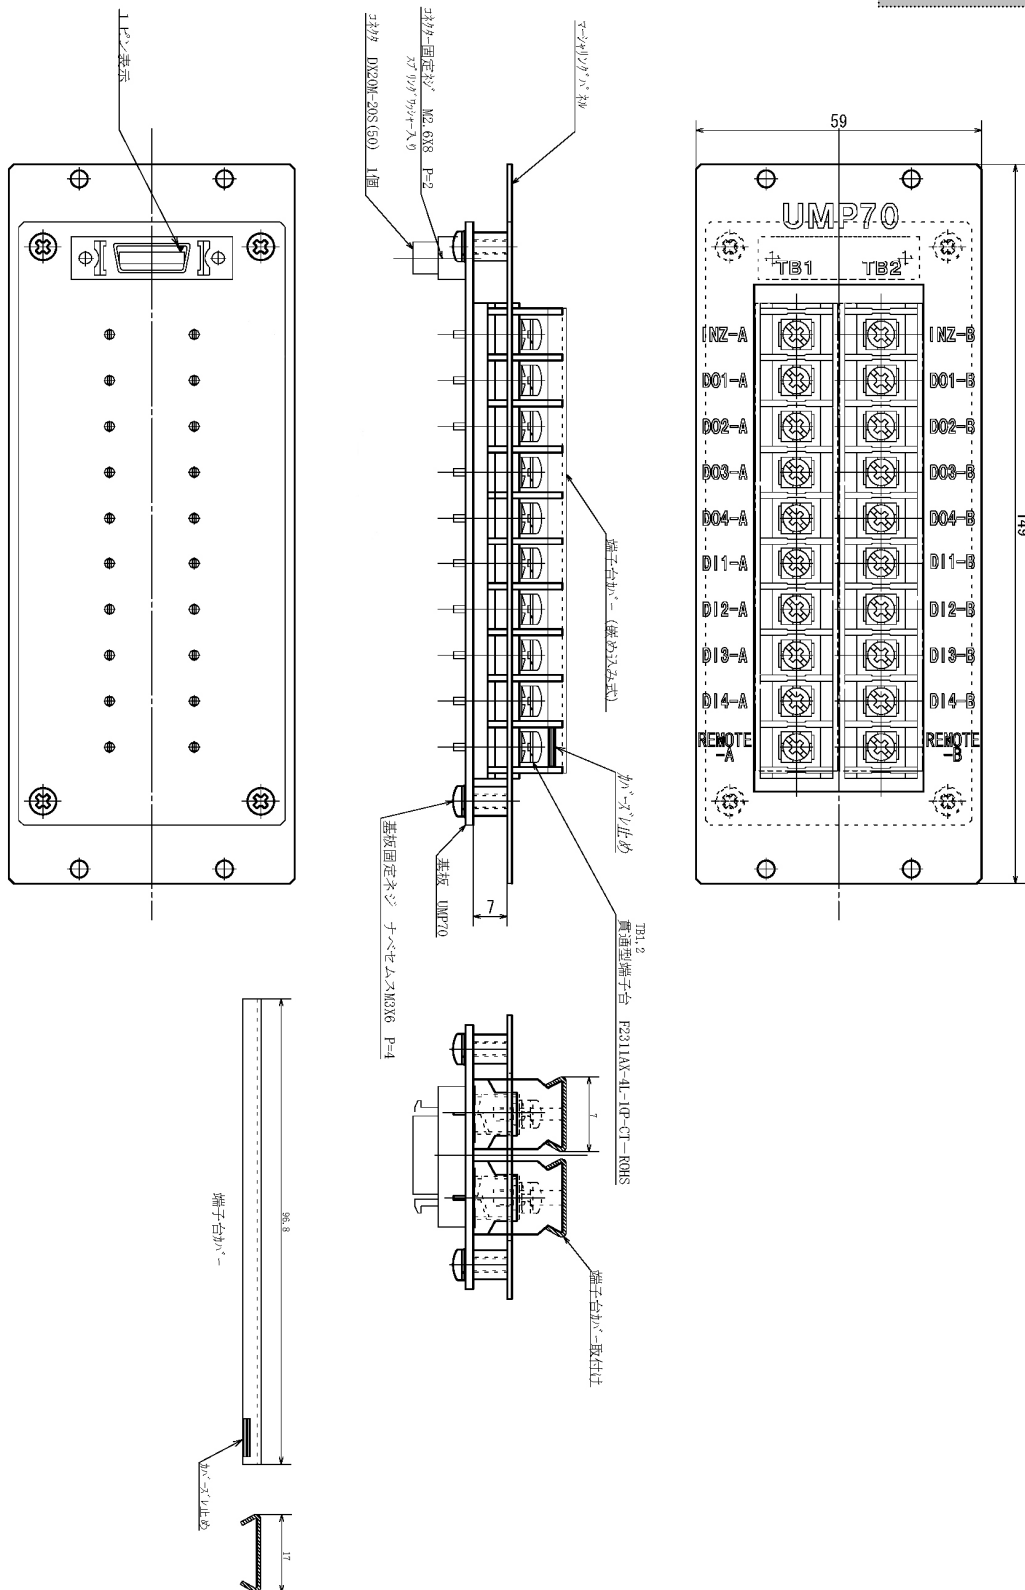 59
149
UMP70
TB1 TB2
INZ-A INZ-B
DO1-A DO1-B
DO2-A DO2-B
DO3-A DO3-B
DO4-A DO4-B
DI1-A DI1-B
DI2-A DI2-B
DI3-A DI3-B
DI4-A DI4-B
REMOTE
-A
REMOTE
-B
マーシャリングパネル
コネクター固定ネジ M2.6X8 P=2
スプリングワッシャー入り
コネクタ DX20M-20S(50) 1個
1ピン表示
端子台カバー (嵌め込み式)
カバーズレ止め
TB1,2
貫通型端子台 F2311AX-4L-10P-CT-ROHS
7
基板 UMP70
基板固定ネジ ナベセムスM3X6 P=4
7
端子台カバー取付け
96.8
端子台カバー
カバーズレ止め
17